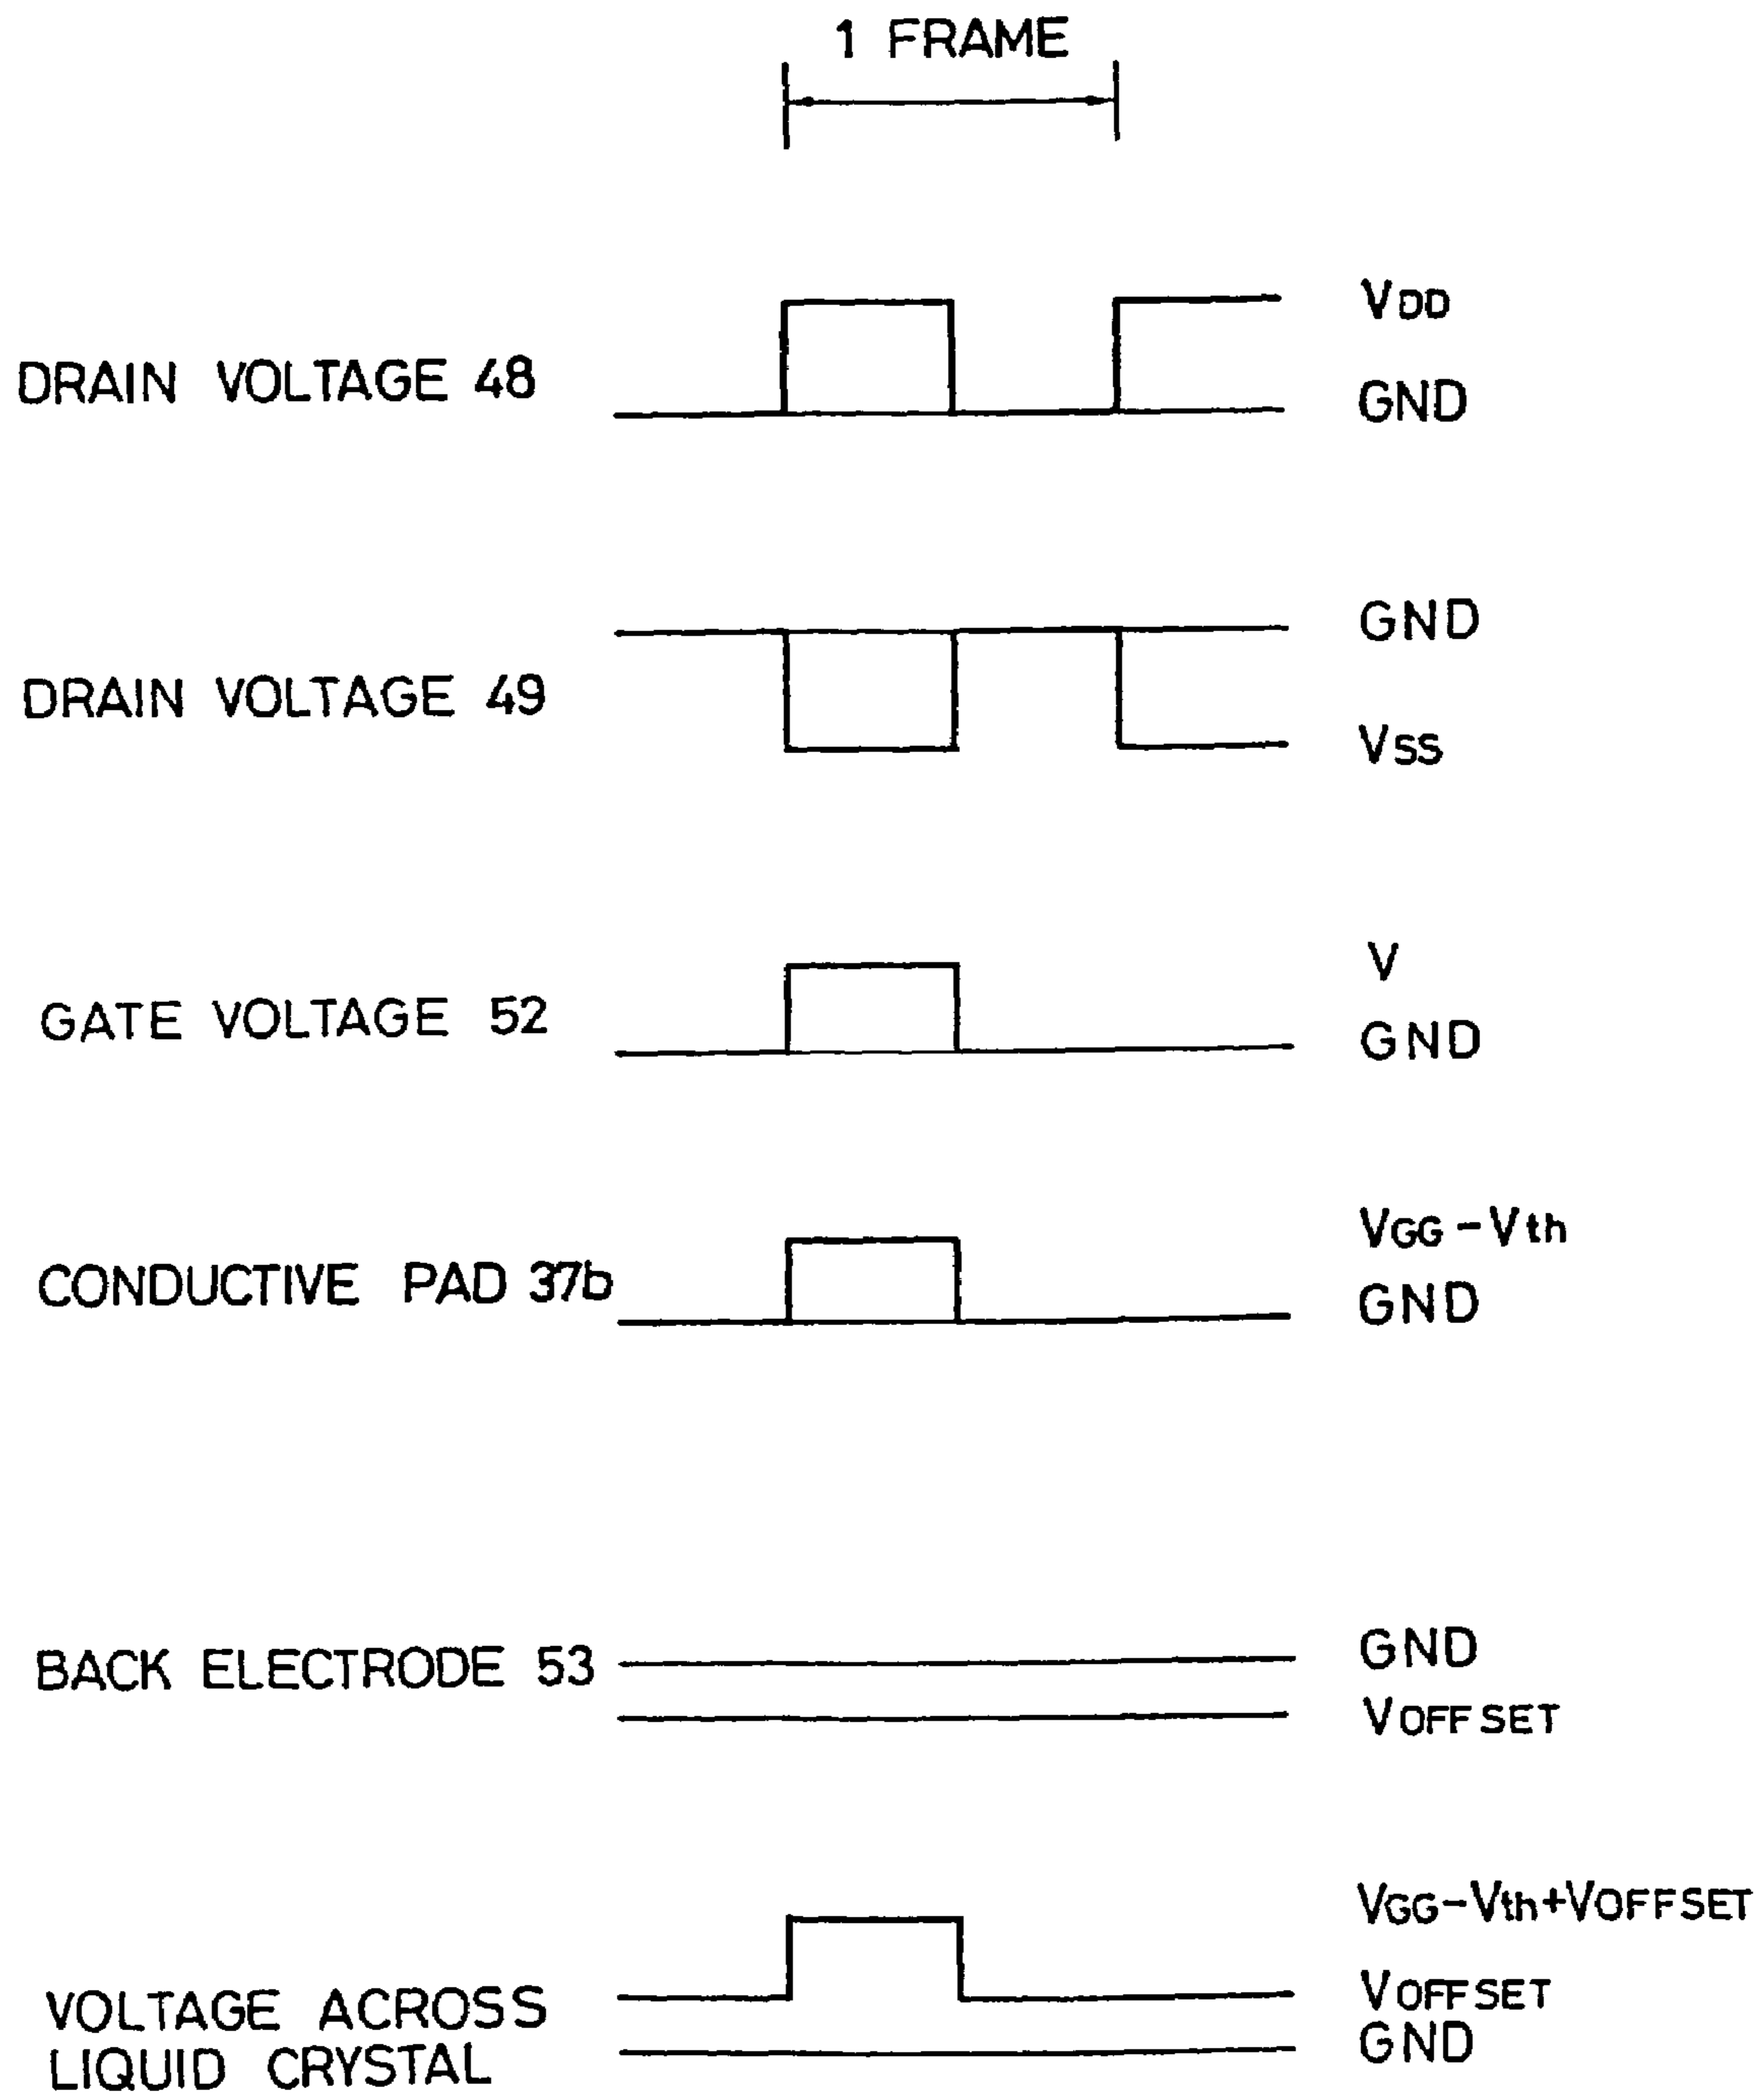 1 FRAME
VDD
DRAIN VOLTAGE 48
GND
GND
DRAIN VOLTAGE 49
VSS
V
GATE VOLTAGE 52
GND
VGG-Vth
CONDUCTIVE PAD 37b
GND
GND
BACK ELECTRODE 53
VOFFSET
VGG-Vth+VOFFSET
VOFFSET
VOLTAGE ACROSS
GND
LIQUID CRYSTAL